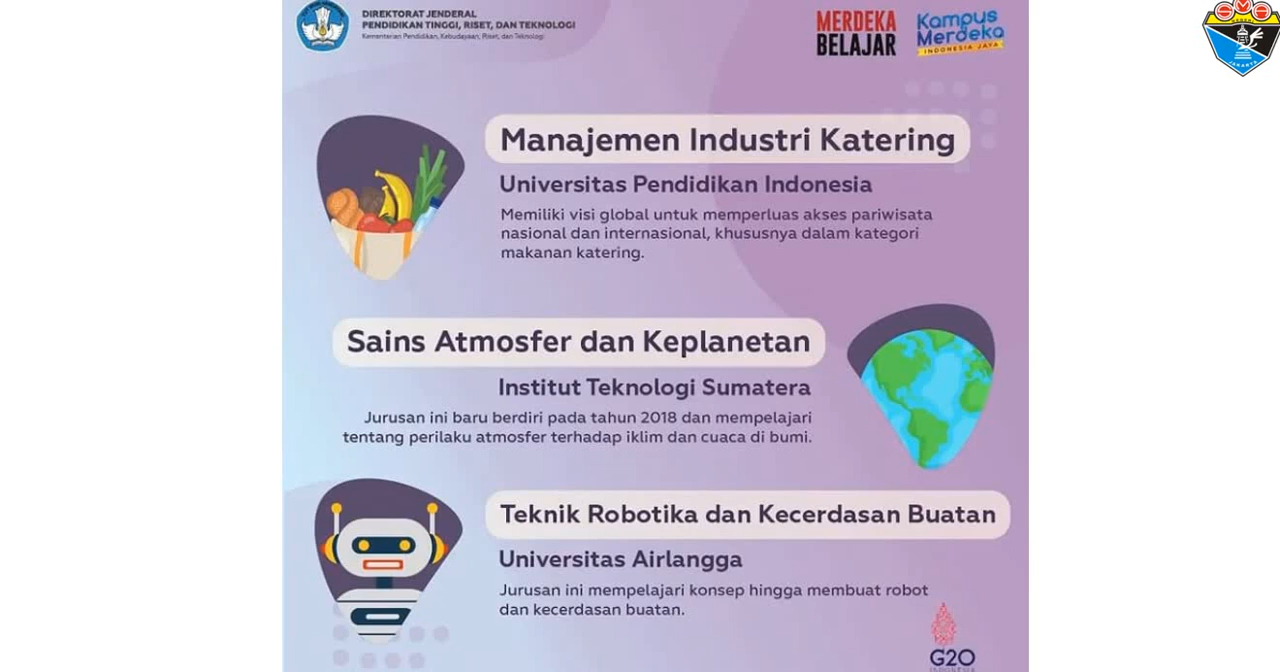 DIREKTORAT JENDERAL
PENDIDIKAN TINGGI, RISET, DAN TEKNOLOGI
Kementerian Pendidikan, Kebudayaan, Riset, dan Teknologi
MERDEKA
BELAJAR
Kampus
Merdeka
INDONESIA JAYA
JAKARTA
Manajemen Industri Katering
Universitas Pendidikan Indonesia
Memiliki visi global untuk memperluas akses pariwisata
nasional dan internasional, khususnya dalam kategori
makanan katering.
Sains Atmosfer dan Keplanetan
Institut Teknologi Sumatera
Jurusan ini baru berdiri pada tahun 2018 dan mempelajari
tentang perilaku atmosfer terhadap iklim dan cuaca di bumi.
Teknik Robotika dan Kecerdasan Buatan
Universitas Airlangga
Jurusan ini mempelajari konsep hingga membuat robot
dan kecerdasan buatan.
G20
INDONESIA